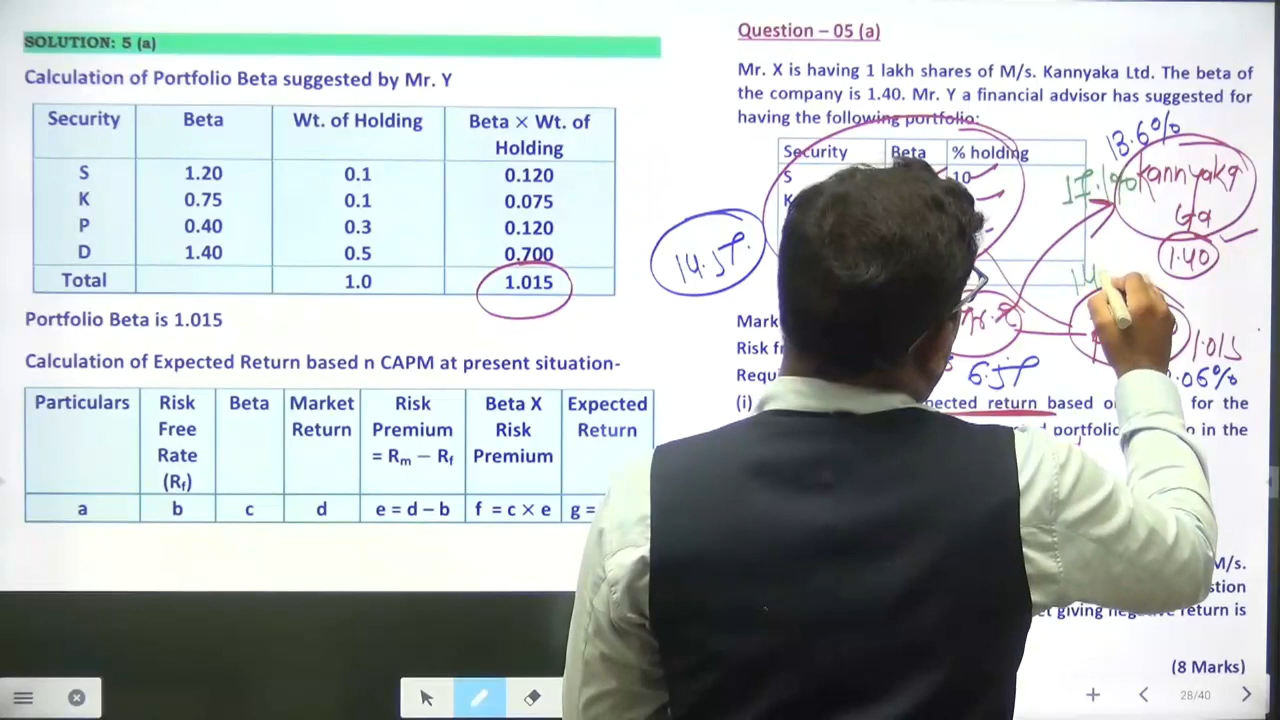 SOLUTION: 5 (a)
Calculation of Portfolio Beta suggested by Mr. Y
Security Beta Wt. of Holding Beta × Wt. of Holding
S 1.20 0.1 0.120
K 0.75 0.1 0.075
P 0.40 0.3 0.120
D 1.40 0.5 0.700
Total 1.0 1.015
Portfolio Beta is 1.015
Calculation of Expected Return based n CAPM at present situation-
Particulars Risk Free Rate (Rf) Beta Market Return Risk Premium = Rm – Rf Beta X Risk Premium Expected Return
a b c d e = d – b f = c × e g =
Question – 05 (a)
Mr. X is having 1 lakh shares of M/s. Kannyaka Ltd. The beta of
the company is 1.40. Mr. Y a financial advisor has suggested for
having the following portfolio:
Security Beta % holding
S 10
K
13.6%
Kannyaka
1.40
14.5%
1.015
6.5%
.06%
Mark
Risk f
Requ
(i) expected return based o for the
portfolio in the
M/s.
stion
giving negative return is
(8 Marks)
28/40